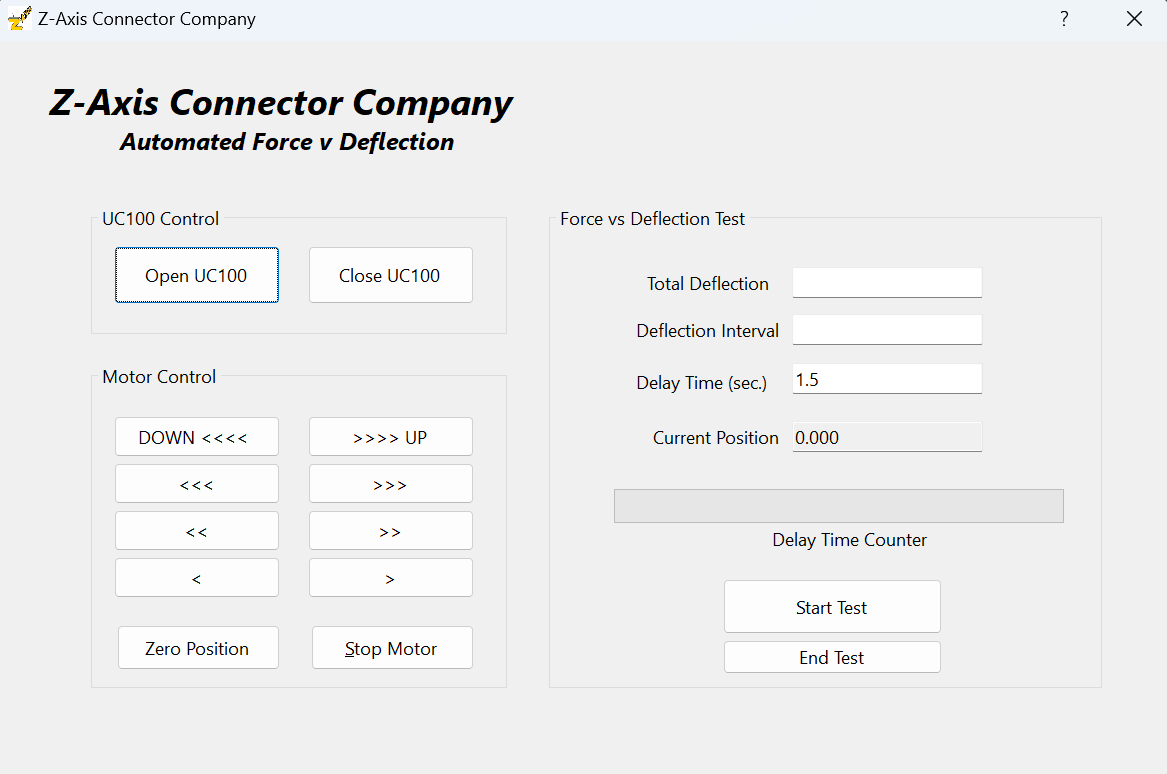 Z-Axis Connector Company
?
Z-Axis Connector Company
Automated Force v Deflection
UC100 Control
Open UC100
Close UC100
Motor Control
DOWN <<<<
>>>> UP
<<<
>>>
<<
>>
<
>
Zero Position
Stop Motor
Force vs Deflection Test
Total Deflection
Deflection Interval
Delay Time (sec.) 1.5
Current Position 0.000
Delay Time Counter
Start Test
End Test